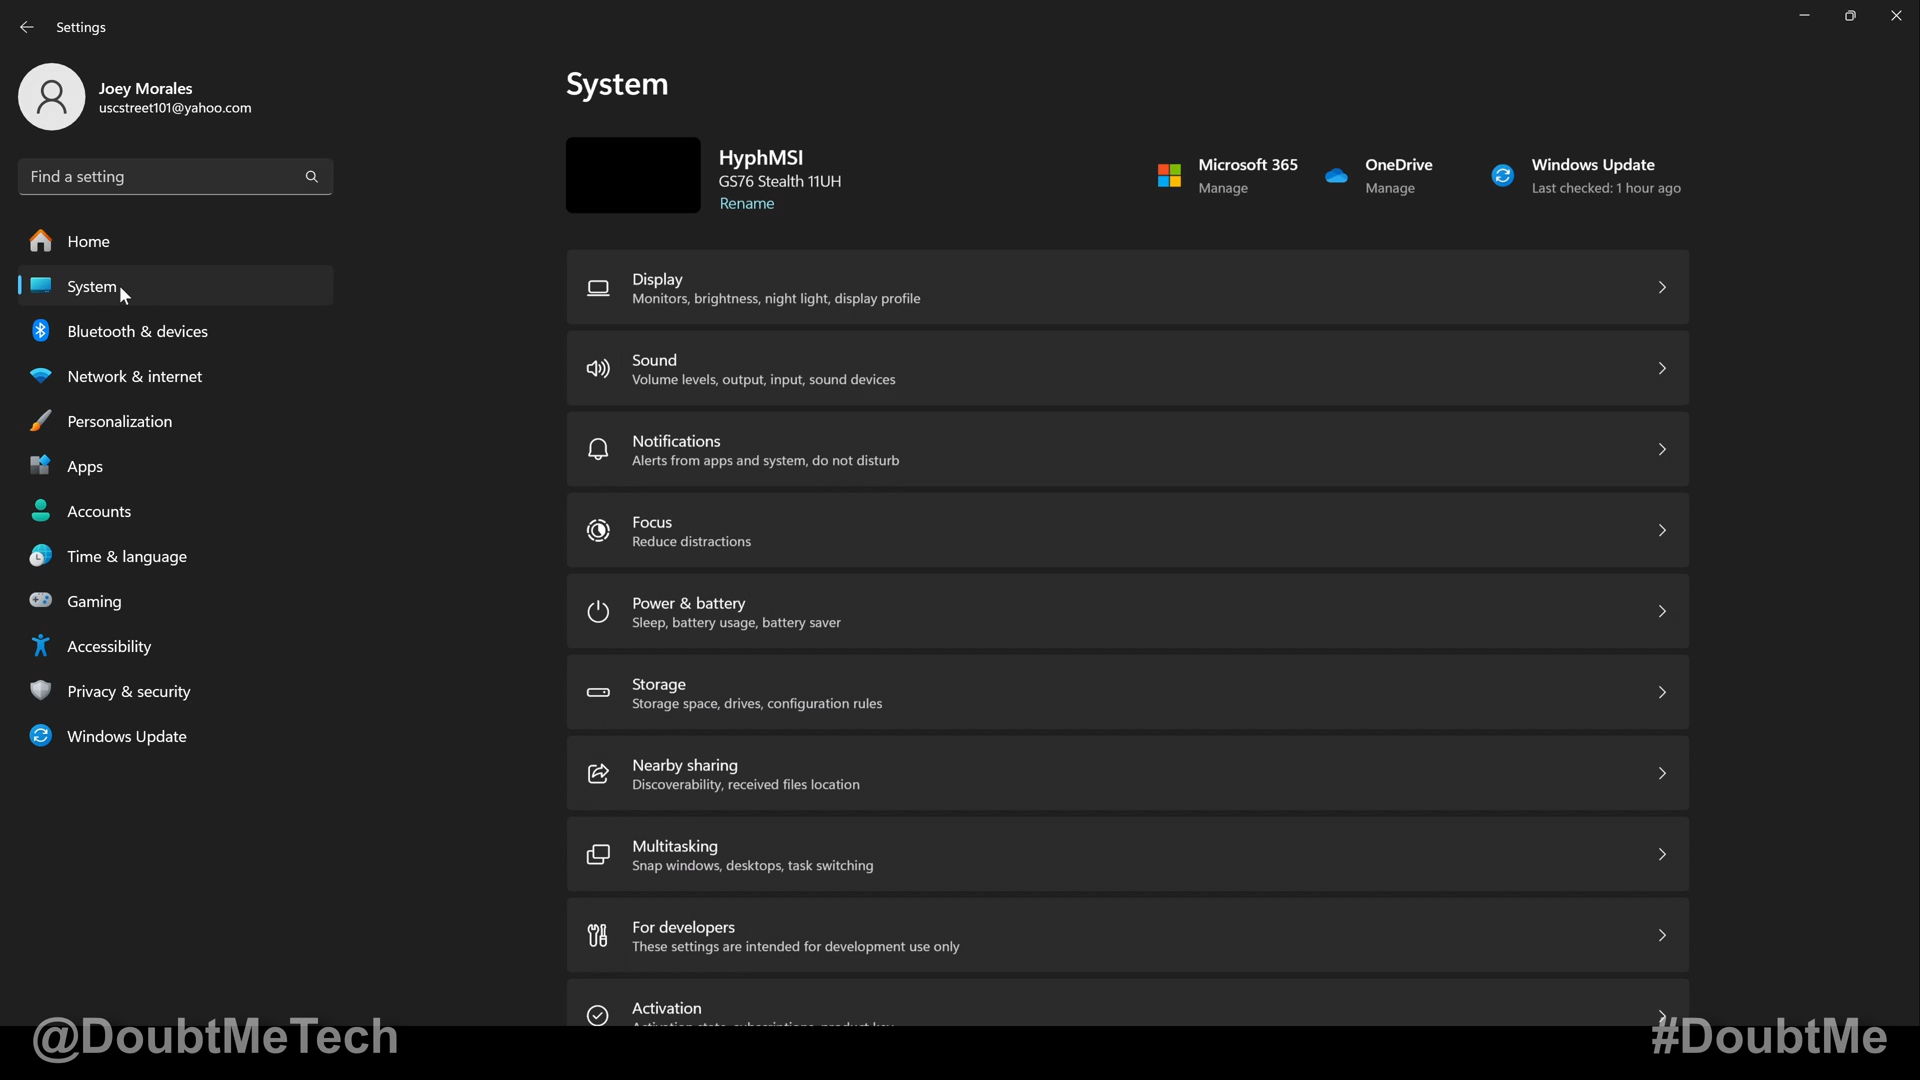 Settings
Joey Morales
uscstreet101@yahoo.com
Find a setting
Home
System
Bluetooth & devices
Network & internet
Personalization
Apps
Accounts
Time & language
Gaming
Accessibility
Privacy & security
Windows Update
System
HyphMSI
GS76 Stealth 11UH
Rename
Microsoft 365
Manage
OneDrive
Manage
Windows Update
Last checked: 1 hour ago
Display
Monitors, brightness, night light, display profile
Sound
Volume levels, output, input, sound devices
Notifications
Alerts from apps and system, do not disturb
Focus
Reduce distractions
Power & battery
Sleep, battery usage, battery saver
Storage
Storage space, drives, configuration rules
Nearby sharing
Discoverability, received files location
Multitasking
Snap windows, desktops, task switching
For developers
These settings are intended for development use only
Activation
@DoubtMeTech
#DoubtMe